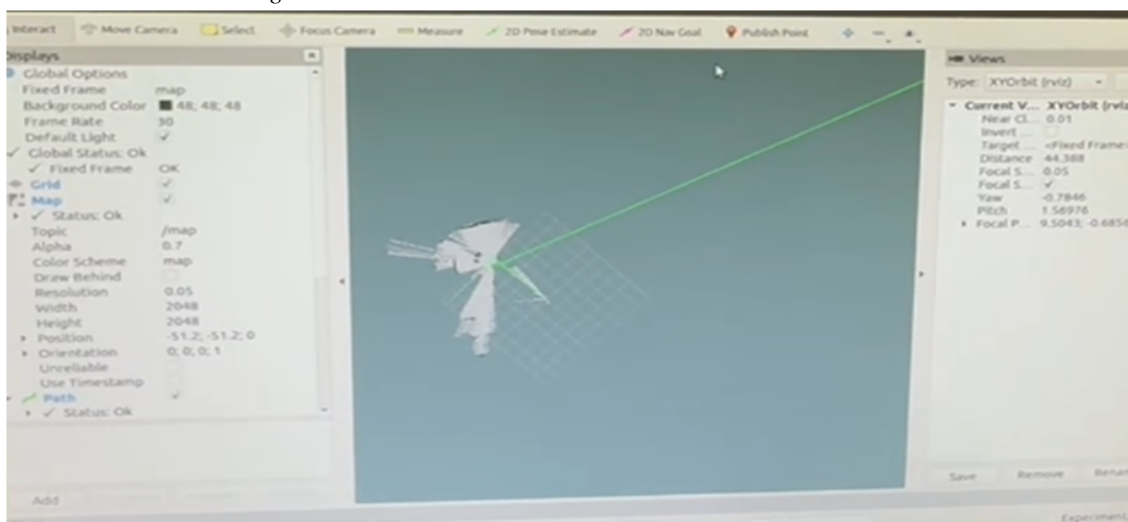 Interact Move Camera Select Focus Camera Measure 2D Pose Estimate 2D Nav Goal Publish Point
Displays
Global Options
Fixed Frame map
Background Color 48; 48; 48
Frame Rate 30
Default Light
Global Status: Ok
Fixed Frame OK
Grid
Map
Status: Ok
Topic /map
Alpha 0.7
Color Scheme map
Draw Behind
Resolution 0.05
Width 2048
Height 2048
Position -51.2; -51.2; 0
Orientation 0; 0; 0; 1
Unreliable
Use Timestamp
Path
Status: Ok
Add
Views
Type: XYOrbit (rviz)
Current V... XYOrbit (rviz
Near Cl... 0.01
Invert ...
Target ... <Fixed Frame>
Distance 44.388
Focal S... 0.05
Focal S...
Yaw -0.7846
Pitch 1.56976
Focal P... 9.5043; -0.6856
Save Remove Renam
Experiment